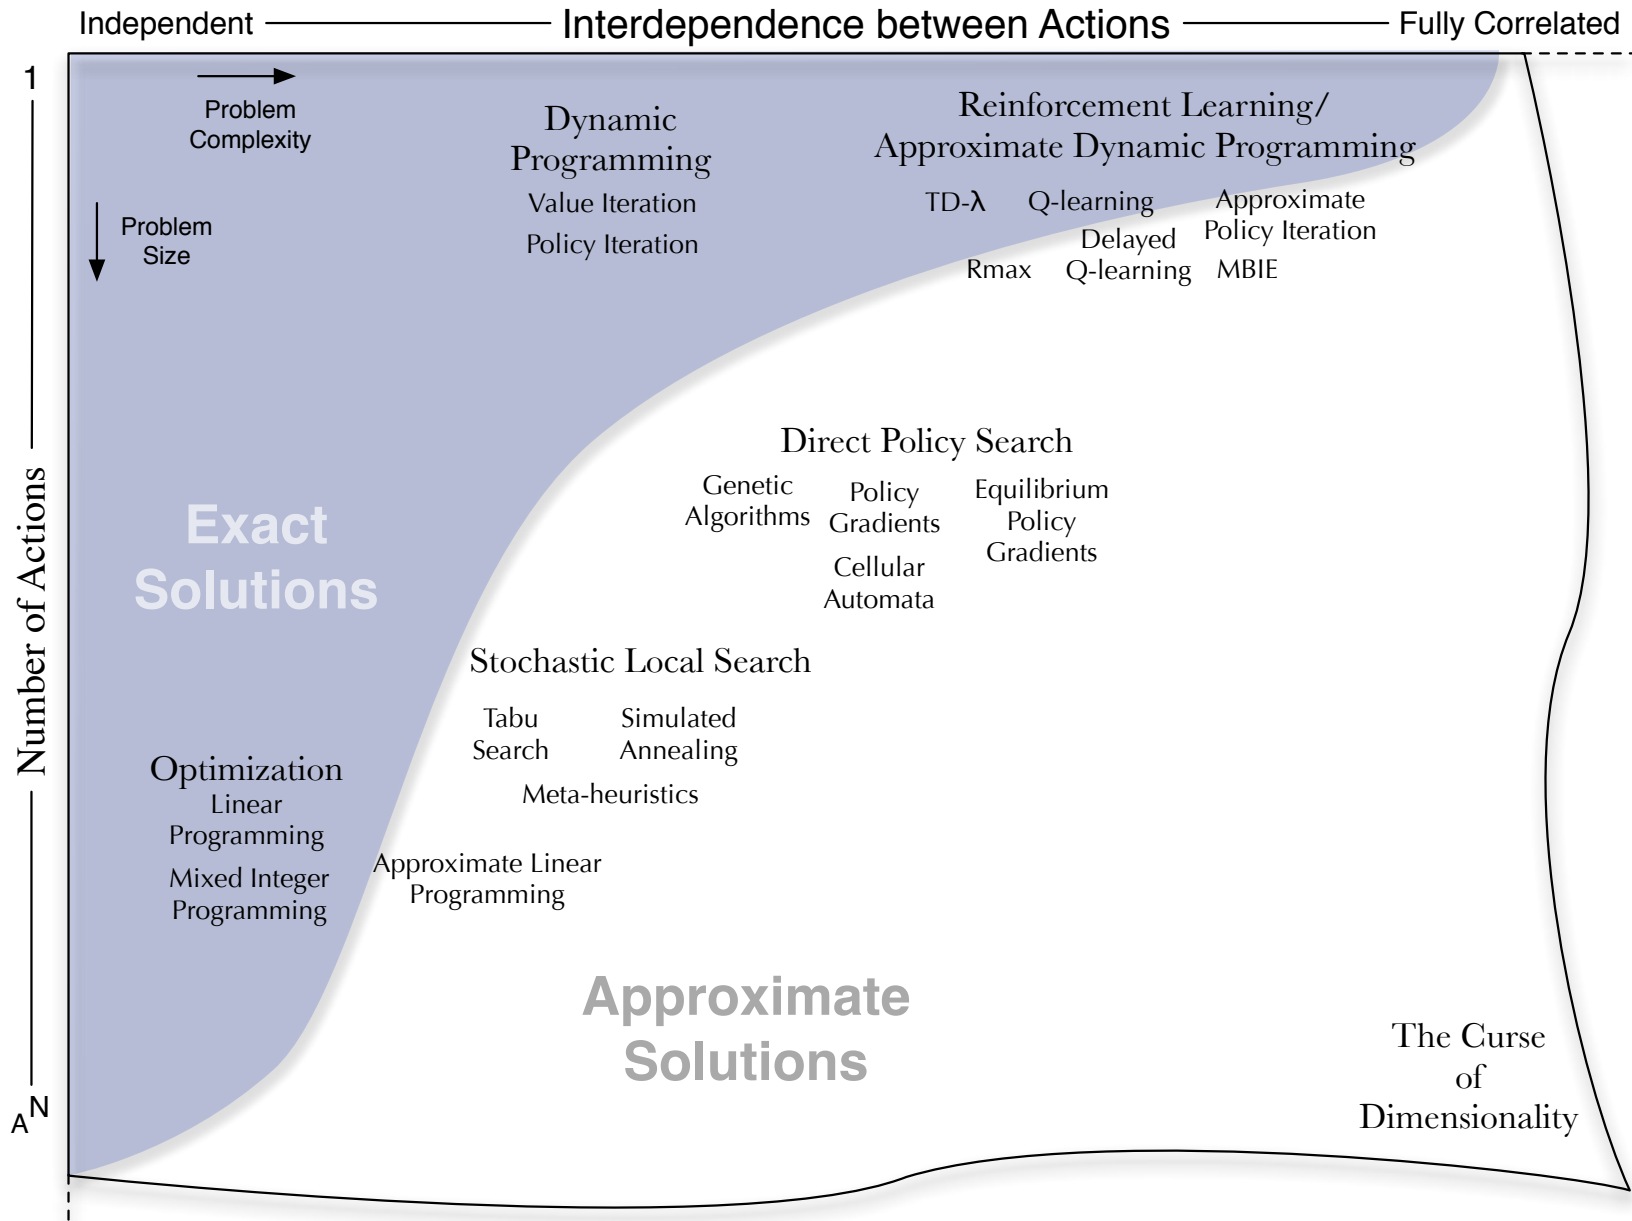 Independent
Interdependence between Actions
Fully Correlated
1
Number of Actions
A^N
Problem
Complexity
Problem
Size
Dynamic
Programming
Value Iteration
Policy Iteration
Reinforcement Learning/
Approximate Dynamic Programming
TD-λ
Q-learning
Approximate
Policy Iteration
Delayed
Q-learning
Rmax
MBIE
Direct Policy Search
Genetic
Algorithms
Policy
Gradients
Equilibrium
Policy
Gradients
Cellular
Automata
Exact
Solutions
Stochastic Local Search
Tabu
Search
Simulated
Annealing
Meta-heuristics
Optimization
Linear
Programming
Mixed Integer
Programming
Approximate Linear
Programming
Approximate
Solutions
The Curse
of
Dimensionality